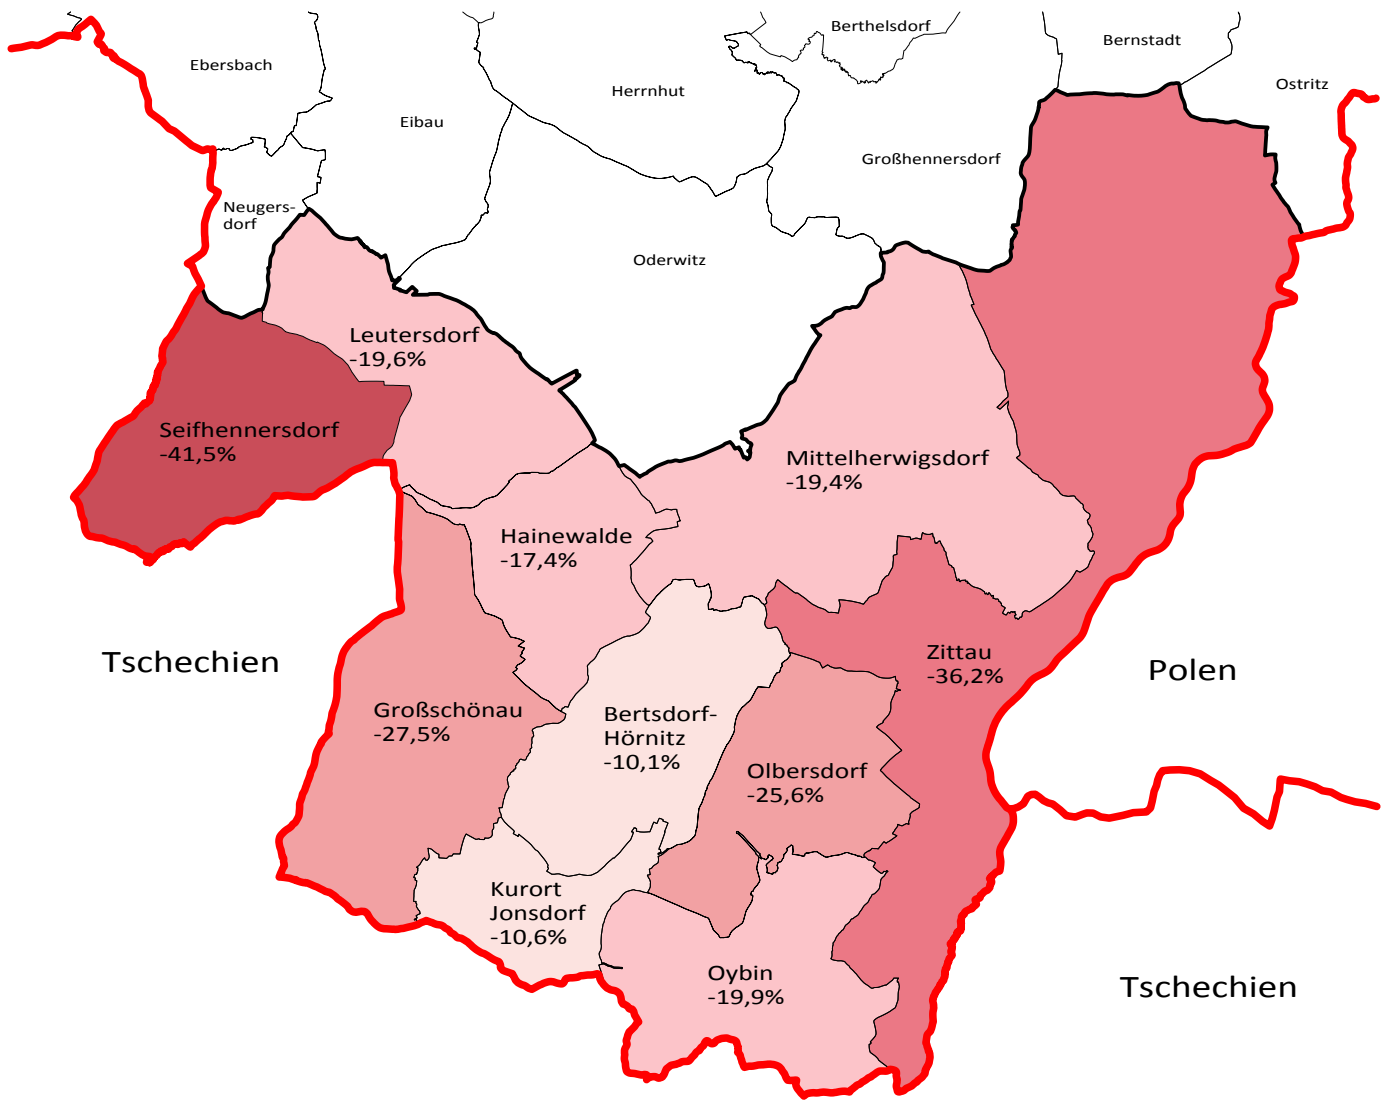 Berthelsdorf
Bernstadt
Ebersbach
Ostritz
Herrnhut
Eibau
Großhennersdorf
Neugers-
dorf
Oderwitz
Leutersdorf
-19,6%
Seifhennersdorf
-41,5%
Mittelherwigsdorf
-19,4%
Hainewalde
-17,4%
Tschechien
Zittau
-36,2%
Polen
Großschönau
-27,5%
Bertsdorf-
Hörnitz
-10,1%
Olbersdorf
-25,6%
Kurort
Jonsdorf
-10,6%
Oybin
-19,9%
Tschechien